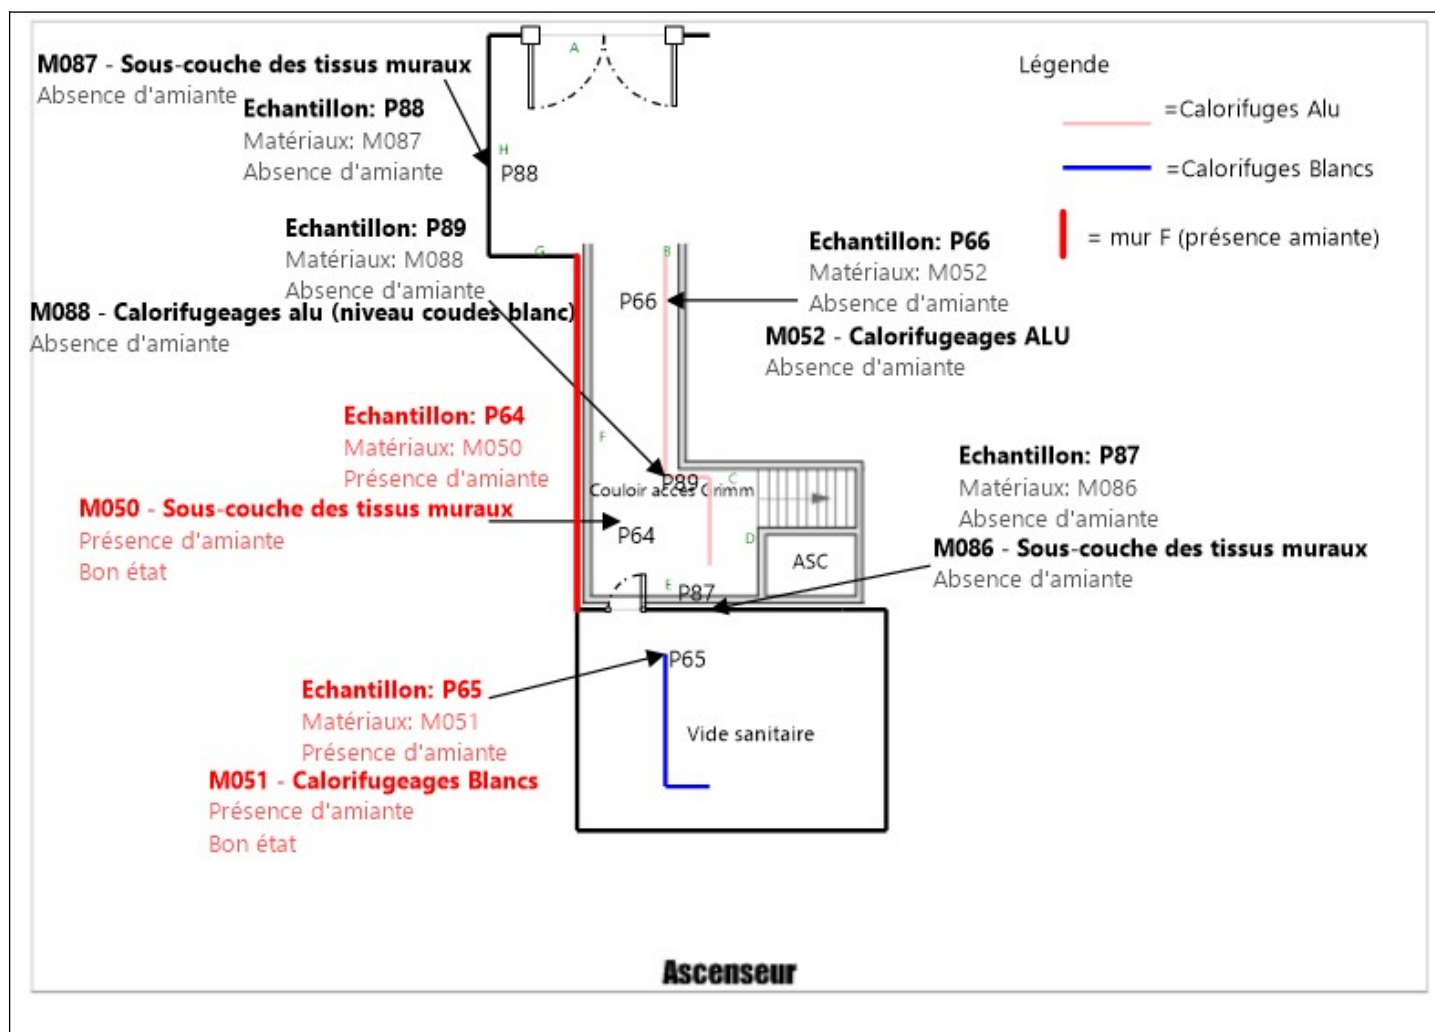 M087 - Sous-couche des tissus muraux
Absence d'amiante
Echantillon: P88
Matériaux: M087
Absence d'amiante
A
H
P88
Légende
=Calorifuges Alu
=Calorifuges Blancs
= mur F (présence amiante)
Echantillon: P89
Matériaux: M088
Absence d'amiante
M088 - Calorifugeages alu (niveau coudes blanc)
Absence d'amiante
G
B
P66
Echantillon: P66
Matériaux: M052
Absence d'amiante
M052 - Calorifugeages ALU
Absence d'amiante
Echantillon: P64
Matériaux: M050
Présence d'amiante
M050 - Sous-couche des tissus muraux
Présence d'amiante
Bon état
F
P89
C
Couloir accès Grimm
P64
D
ASC
E
P87
Echantillon: P87
Matériaux: M086
Absence d'amiante
M086 - Sous-couche des tissus muraux
Absence d'amiante
P65
Echantillon: P65
Matériaux: M051
Présence d'amiante
M051 - Calorifugeages Blancs
Présence d'amiante
Bon état
Vide sanitaire
Ascenseur